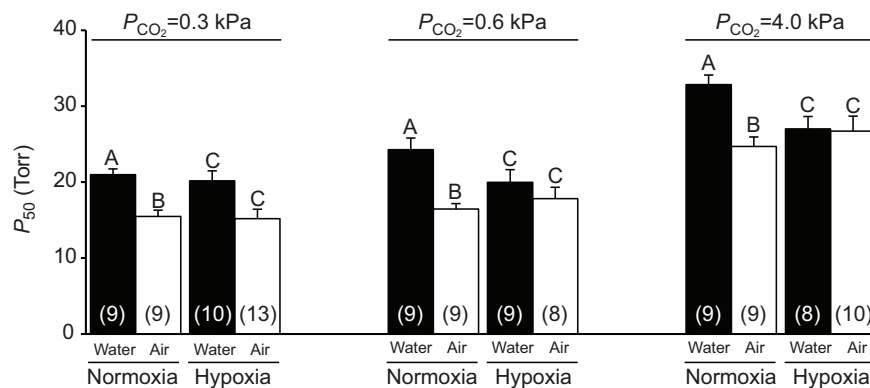 P_CO2=0.3 kPa P_CO2=0.6 kPa P_CO2=4.0 kPa
40
30
20
10
0
P50 (Torr)
A B C C A B C C A B C C
(9) (9) (10) (13) (9) (9) (9) (8) (9) (9) (8) (10)
Water Air Water Air Water Air Water Air Water Air Water Air
Normoxia Hypoxia Normoxia Hypoxia Normoxia Hypoxia